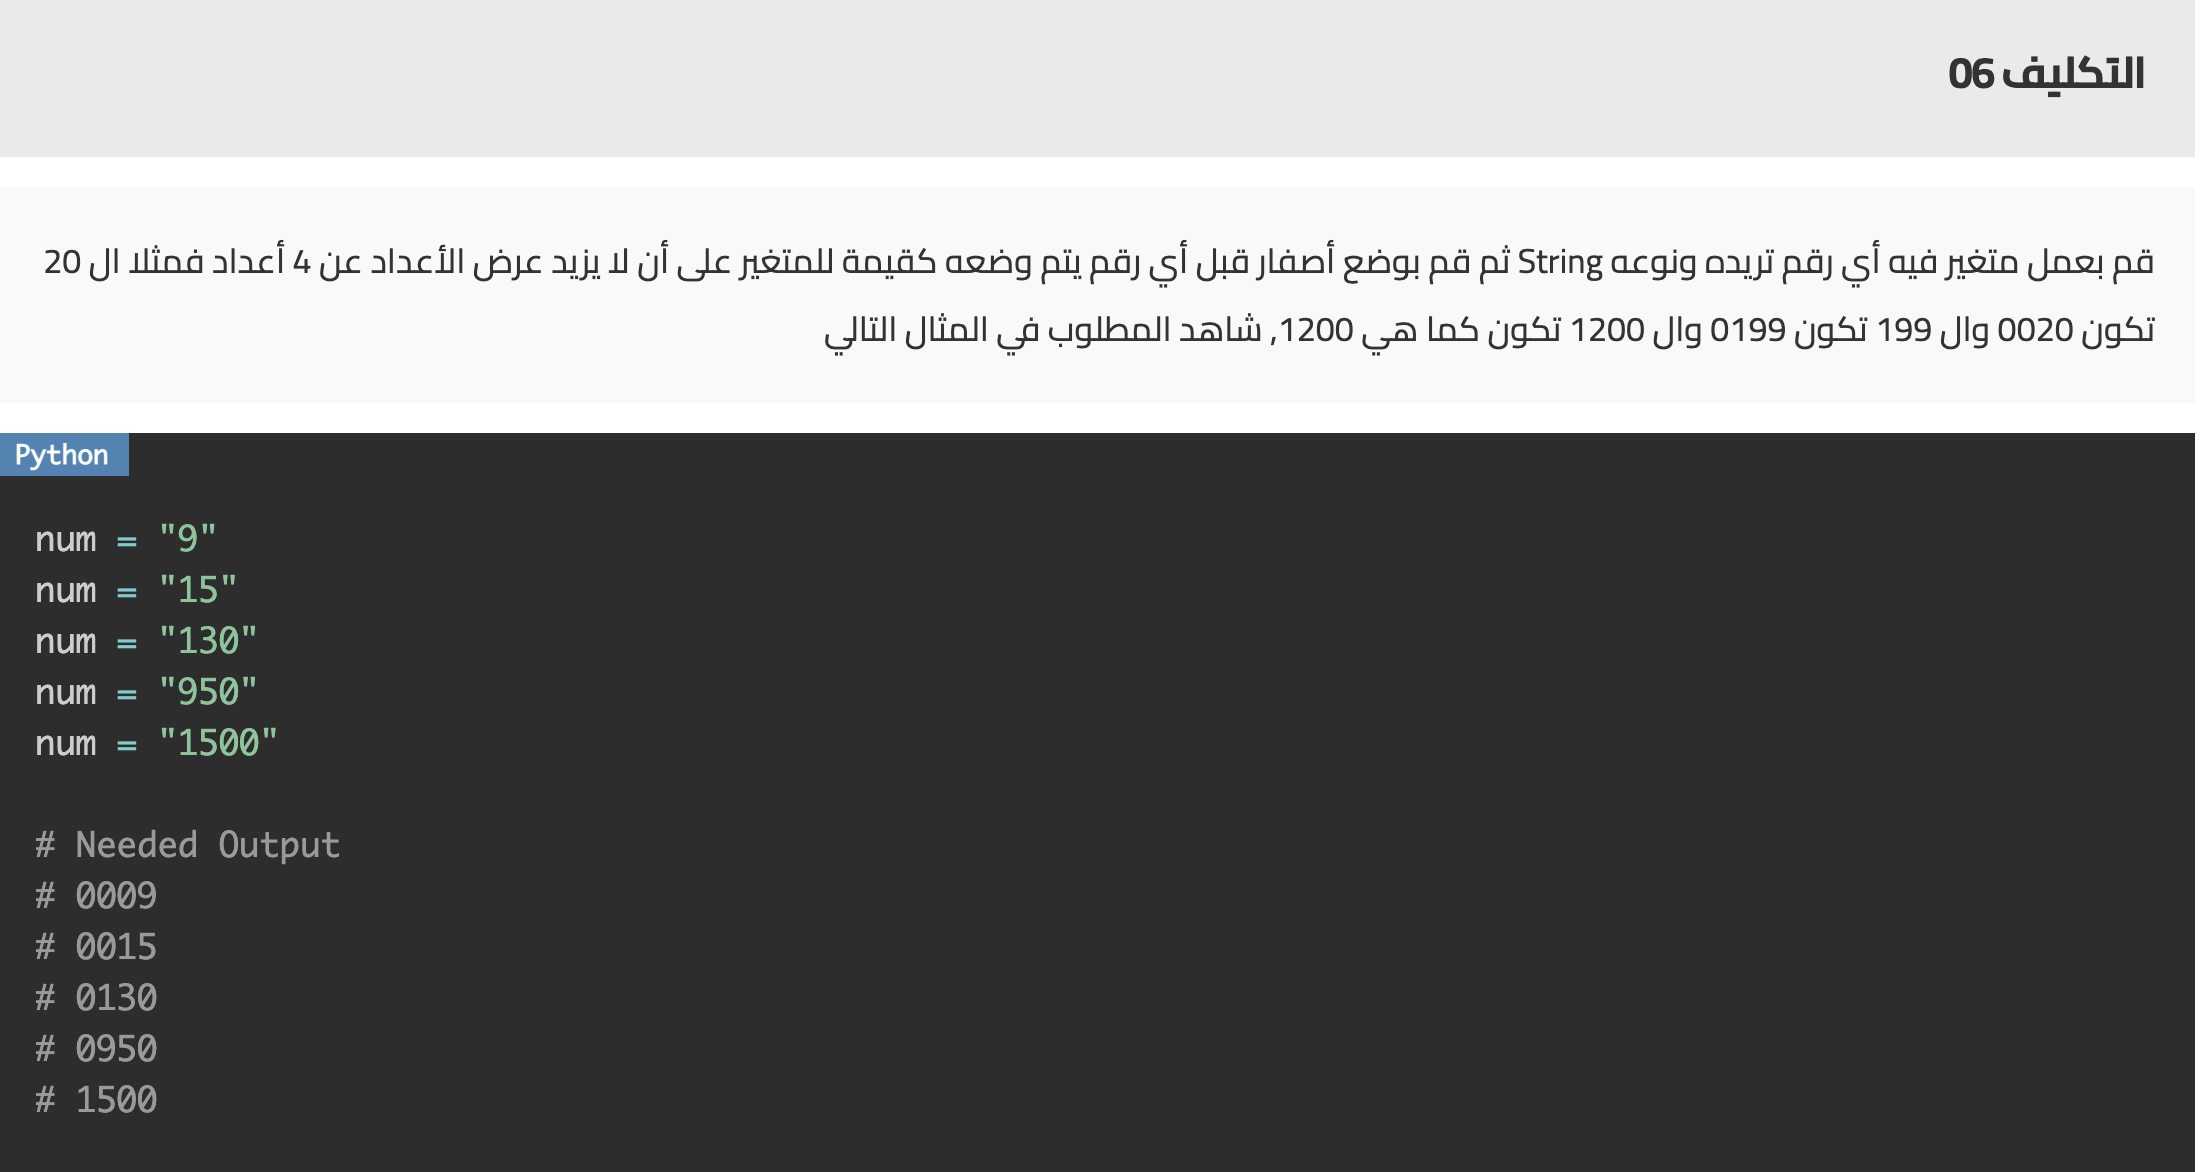 التكليف 06
قم بعمل متغير فيه أي رقم تريده ونوعه String ثم قم بوضع أصفار قبل أي رقم يتم وضعه كقيمة للمتغير على أن لا يزيد عرض الأعداد عن 4 أعداد فمثلا ال 20
تكون 0020 وال 199 تكون 0199 وال 1200 تكون كما هي 1200, شاهد المطلوب في المثال التالي
Python
num = "9"
num = "15"
num = "130"
num = "950"
num = "1500"
# Needed Output
# 0009
# 0015
# 0130
# 0950
# 1500